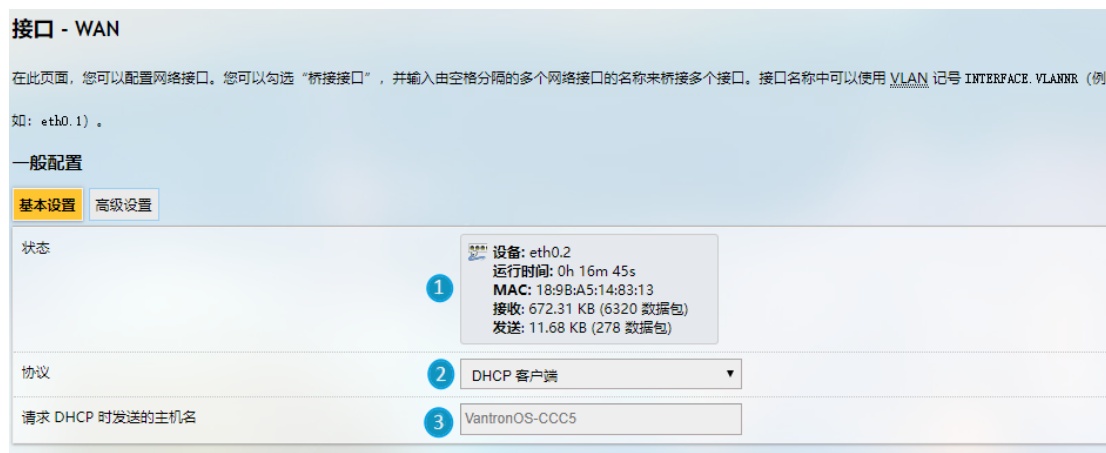 接口 - WAN
在此页面，您可以配置网络接口。您可以勾选“桥接接口”，并输入由空格分隔的多个网络接口的名称来桥接多个接口。接口名称中可以使用 VLAN 记号 INTERFACE.VLANNR（例
如：eth0.1）。
一般配置
基本设置 高级设置
状态
设备: eth0.2
运行时间: 0h 16m 45s
1 MAC: 18:9B:A5:14:83:13
接收: 672.31 KB (6320 数据包)
发送: 11.68 KB (278 数据包)
协议 2 DHCP 客户端
请求 DHCP 时发送的主机名 3 VantronOS-CCC5